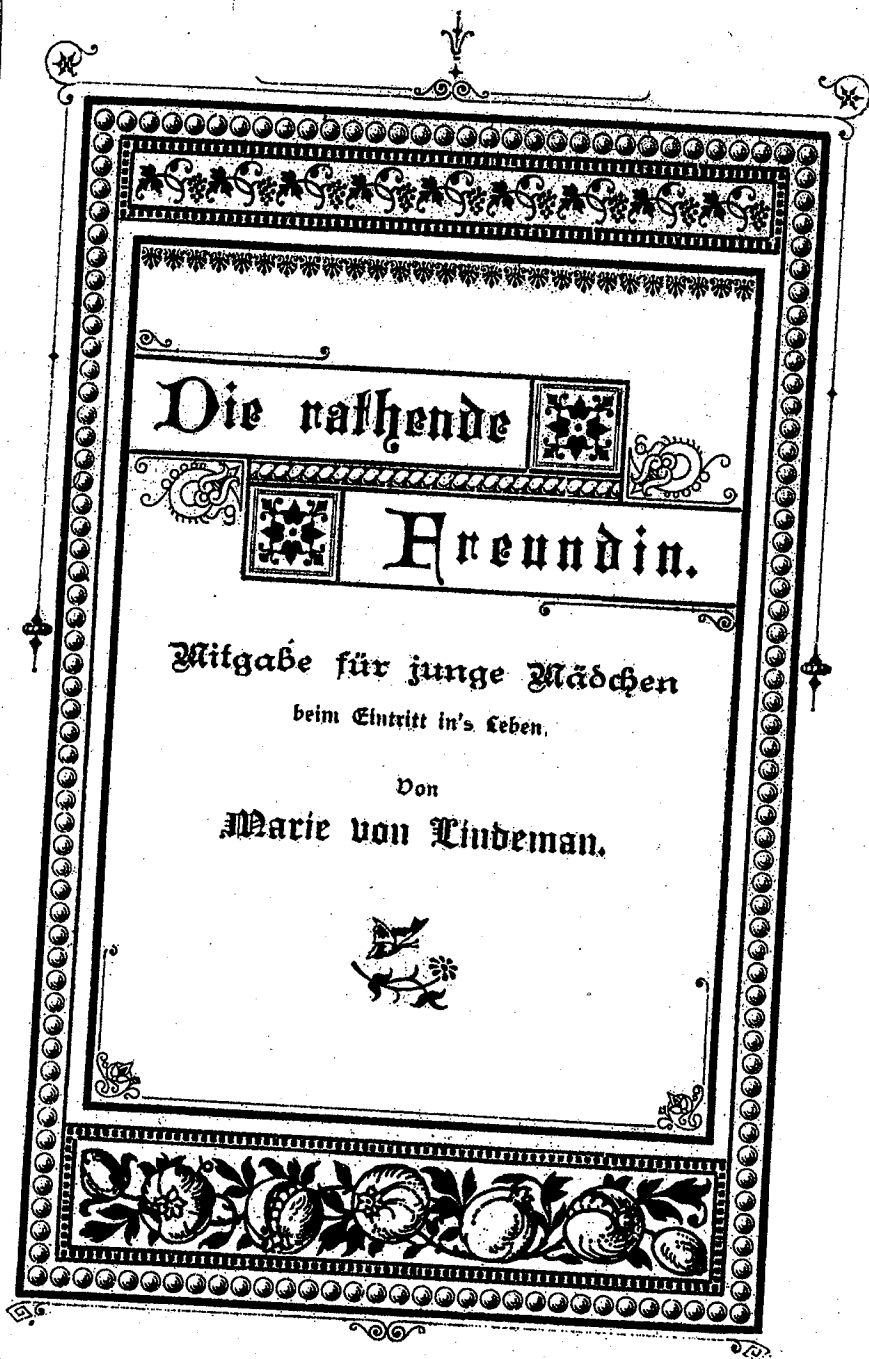 Die rathende
Freundin.
Mitgabe für junge Mädchen
beim Eintritt in's Leben.
Von
Marie von Lindeman.